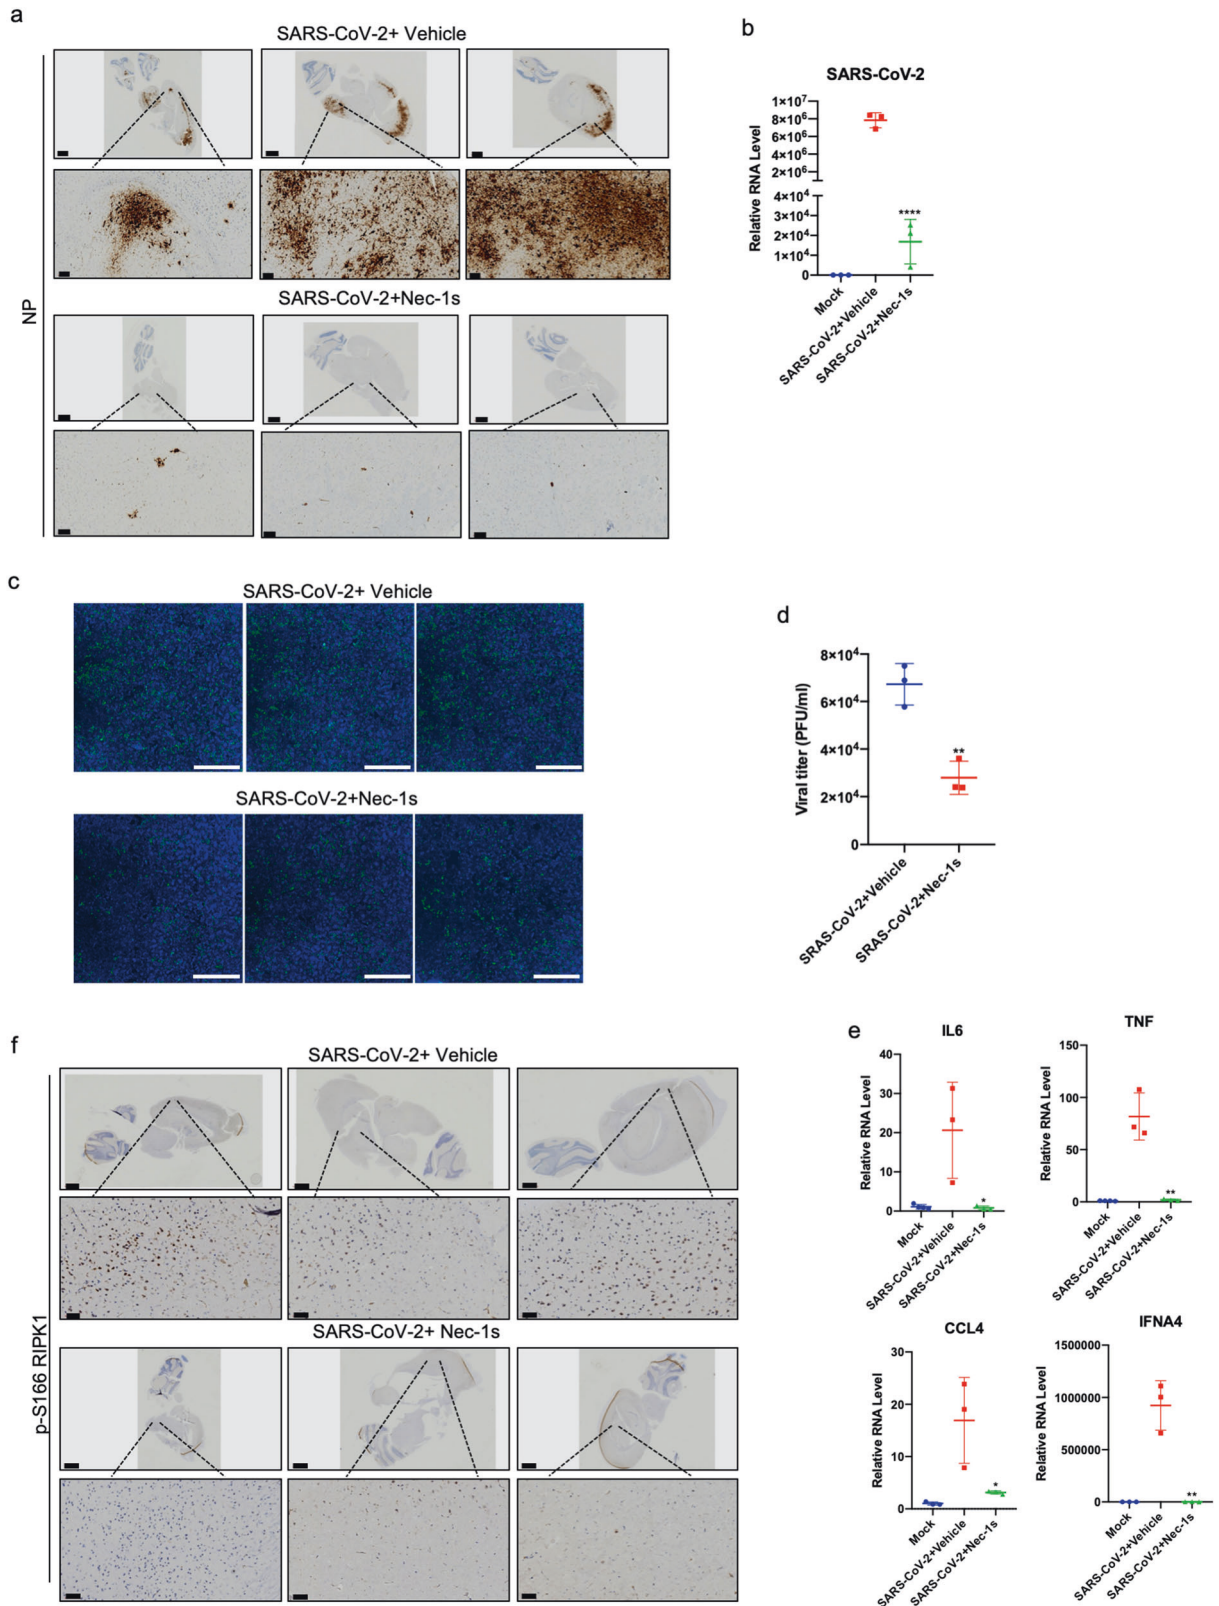 a
SARS-CoV-2+ Vehicle
NP
SARS-CoV-2+Nec-1s
b
SARS-CoV-2
Relative RNA Level
1×10⁷
8×10⁶
6×10⁶
4×10⁶
2×10⁶
4×10⁴
3×10⁴
2×10⁴
1×10⁴
0
****
Mock
SARS-CoV-2+Vehicle
SARS-CoV-2+Nec-1s
c
SARS-CoV-2+ Vehicle
SARS-CoV-2+Nec-1s
d
Viral titer (PFU/ml)
8×10⁴
6×10⁴
4×10⁴
2×10⁴
0
**
SRAS-CoV-2+Vehicle
SRAS-CoV-2+Nec-1s
f
SARS-CoV-2+ Vehicle
p-S166 RIPK1
SARS-CoV-2+ Nec-1s
e
IL6
Relative RNA Level
40
30
20
10
0
*
Mock
SARS-CoV-2+Vehicle
SARS-CoV-2+Nec-1s
TNF
Relative RNA Level
150
100
50
0
**
Mock
SARS-CoV-2+Vehicle
SARS-CoV-2+Nec-1s
CCL4
Relative RNA Level
30
20
10
0
*
Mock
SARS-CoV-2+Vehicle
SARS-CoV-2+Nec-1s
IFNA4
Relative RNA Level
1500000
1000000
500000
0
**
Mock
SARS-CoV-2+Vehicle
SARS-CoV-2+Nec-1s